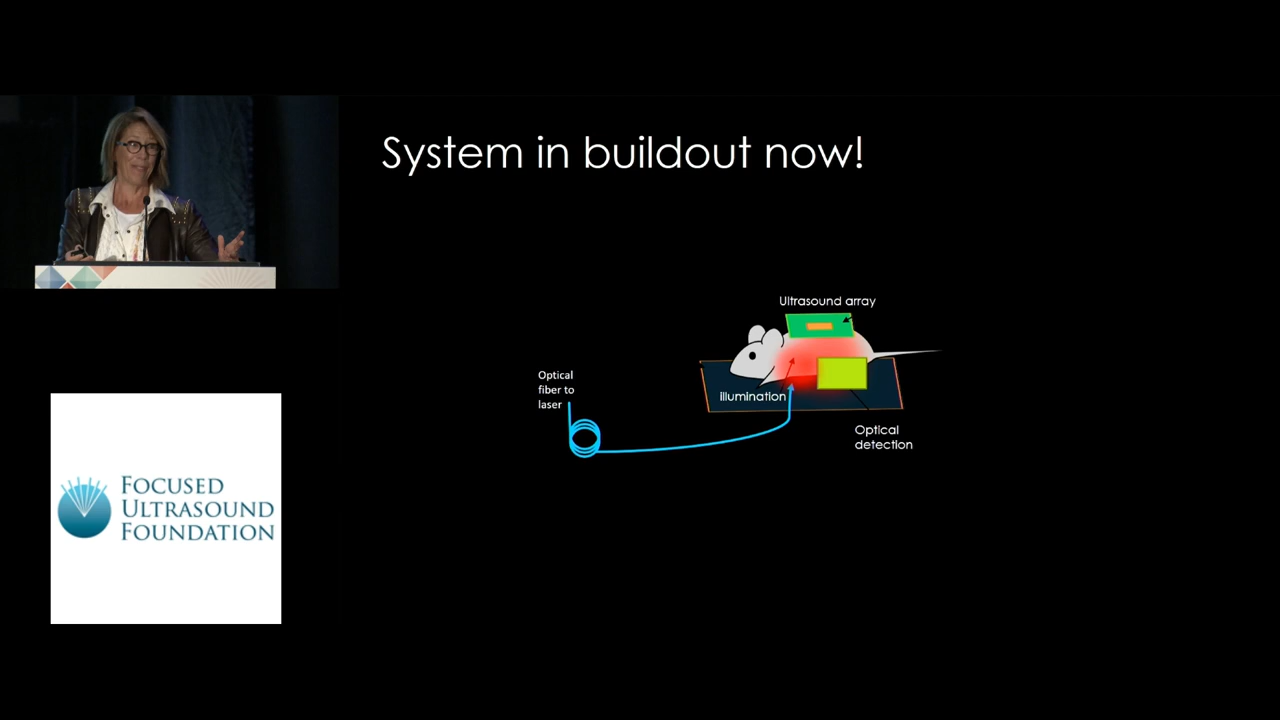 System in buildout now!
Ultrasound array
Optical
fiber to
laser
illumination
Optical
detection
FOCUSED
ULTRASOUND
FOUNDATION